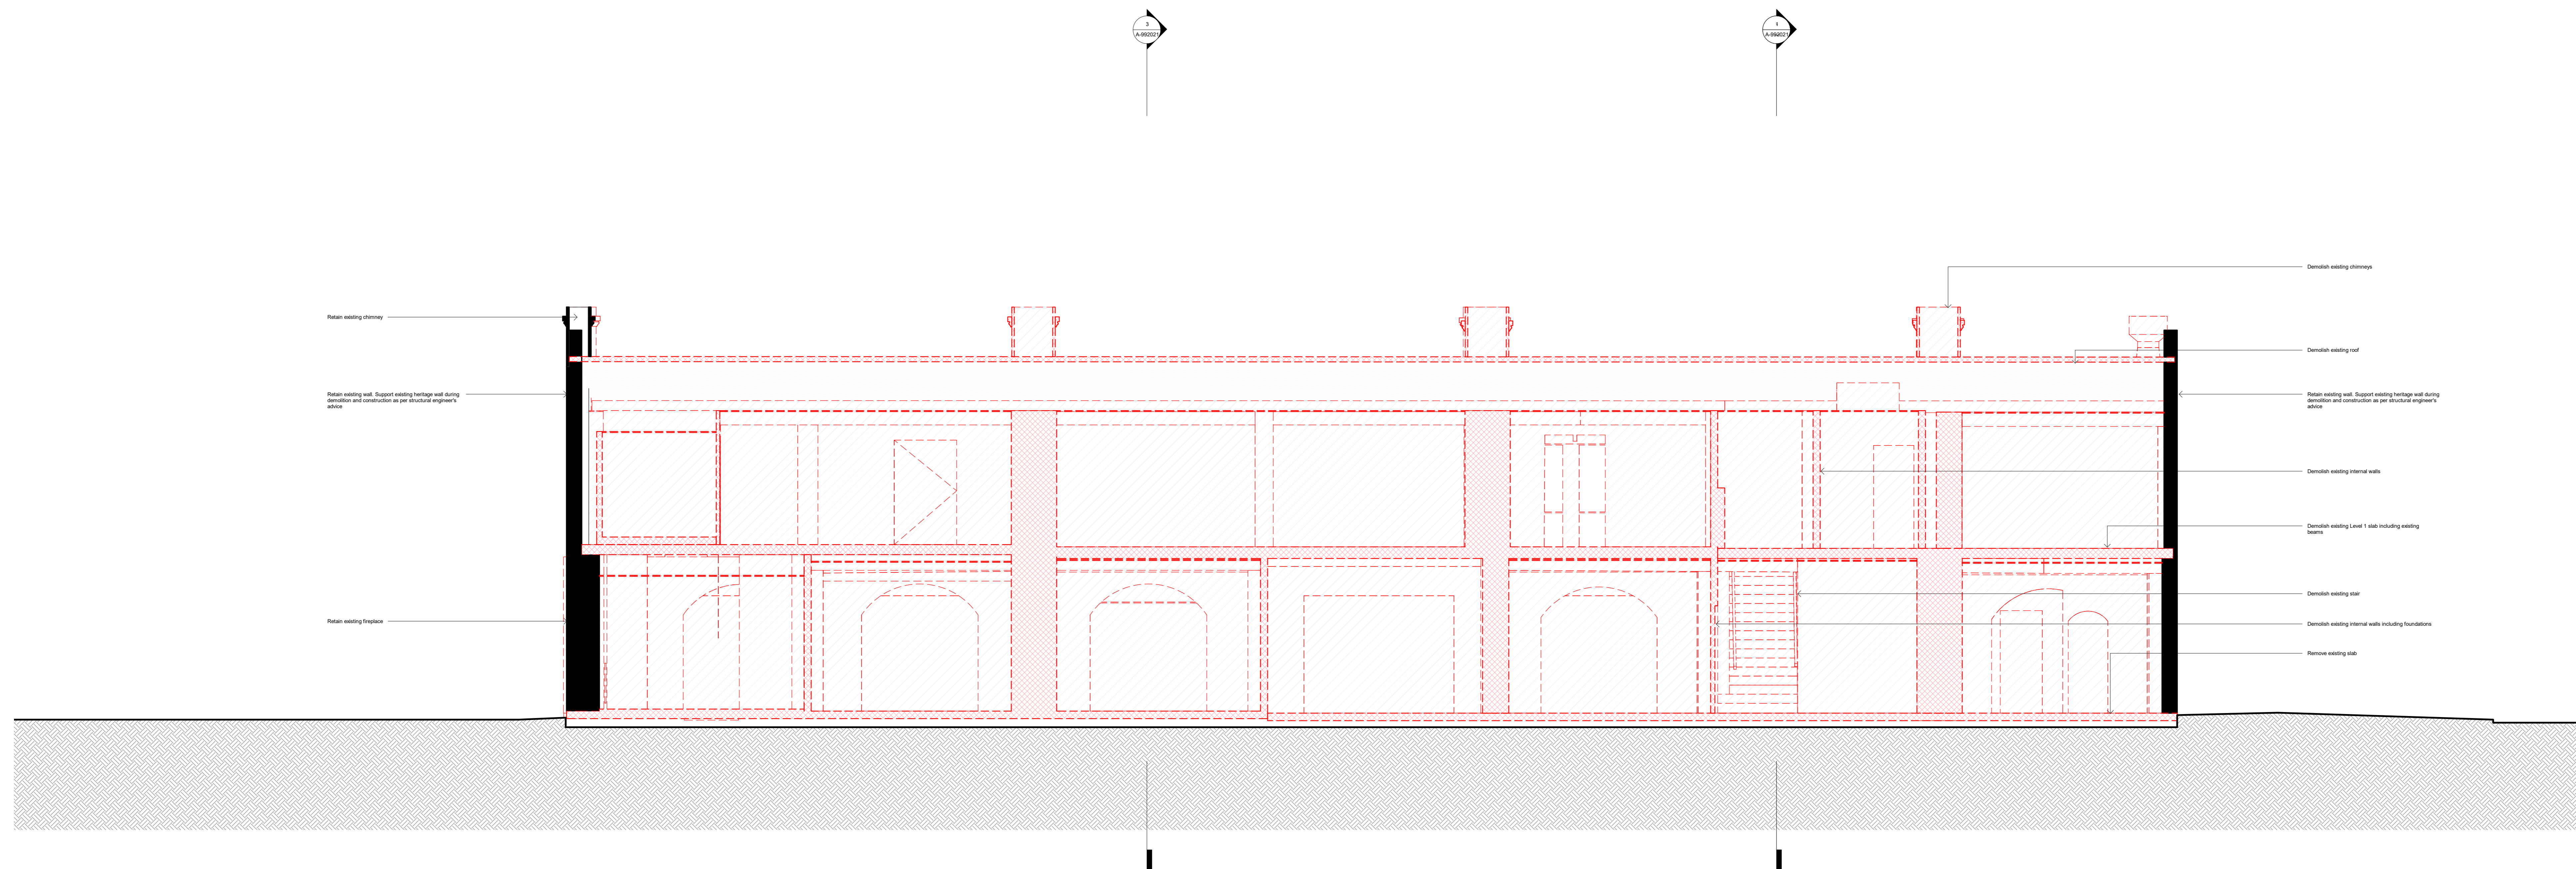 3
A-992021
4
A-992021
Demolish existing chimneys
Retain existing chimney
Demolish existing roof
Retain existing wall. Support existing heritage wall during
demolition and construction as per structural engineer's
advice
Retain existing wall. Support existing heritage wall during
demolition and construction as per structural engineer's
advice
Demolish existing internal walls
Demolish existing Level 1 slab including existing
beams
Demolish existing stair
Retain existing fireplace
Demolish existing internal walls including foundations
Remove existing slab